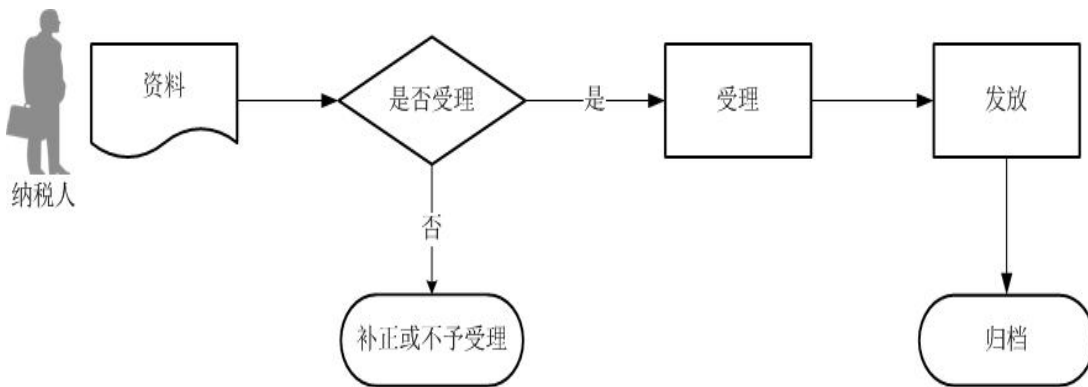 纳税人
资料
是否受理
是
受理
发放
否
补正或不予受理
归档